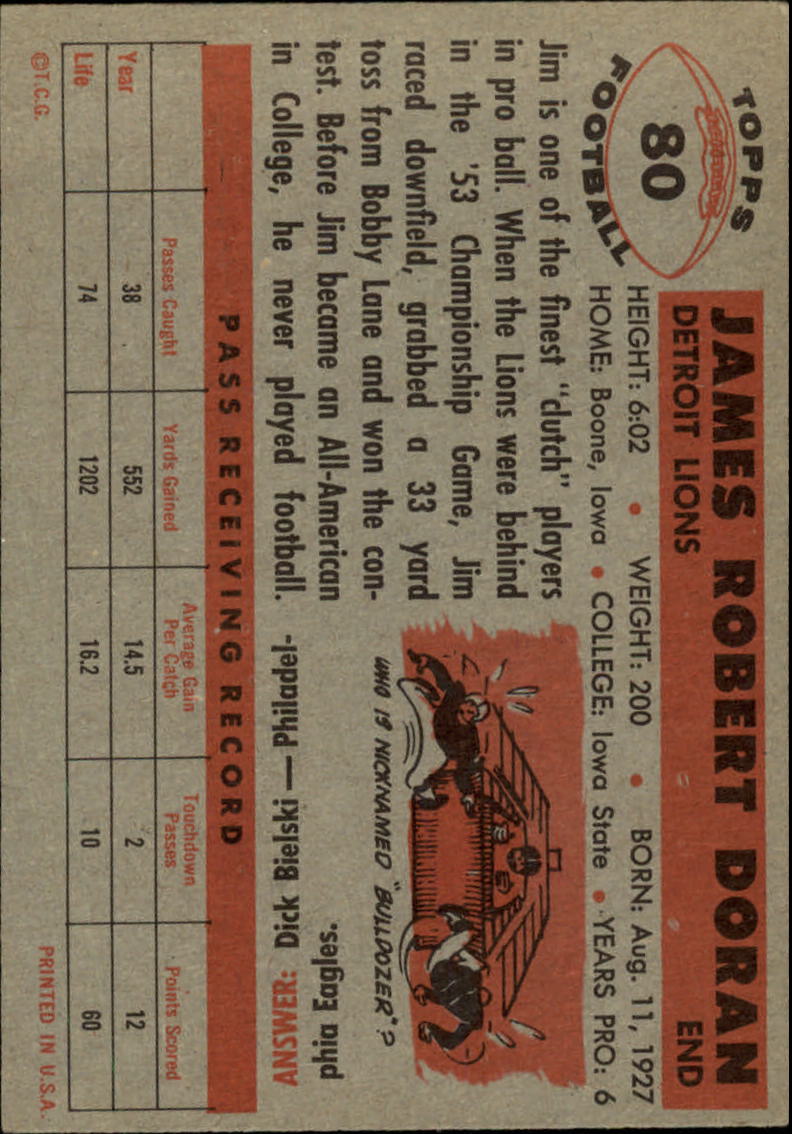 TOPPS
80
FOOTBALL
JAMES ROBERT DORAN
DETROIT LIONS END
HEIGHT: 6:02 • WEIGHT: 200 • BORN: Aug. 11, 1927
HOME: Boone, Iowa • COLLEGE: Iowa State • YEARS PRO: 6
Jim is one of the finest "clutch" players
in pro ball. When the Lions were behind
in the '53 Championship Game, Jim
raced downfield, grabbed a 33 yard
toss from Bobby Lane and won the con-
test. Before Jim became an All-American
in College, he never played football.
WHO IS NICKNAMED "BULLDOZER"?
ANSWER: Dick Bielski — Philadel-
phia Eagles.
PASS RECEIVING RECORD
Passes Caught Yards Gained Average Gain Per Catch Touchdown Passes Points Scored
Year 38 552 14.5 2 12
Life 74 1202 16.2 10 60
©T.C.G. PRINTED IN U.S.A.